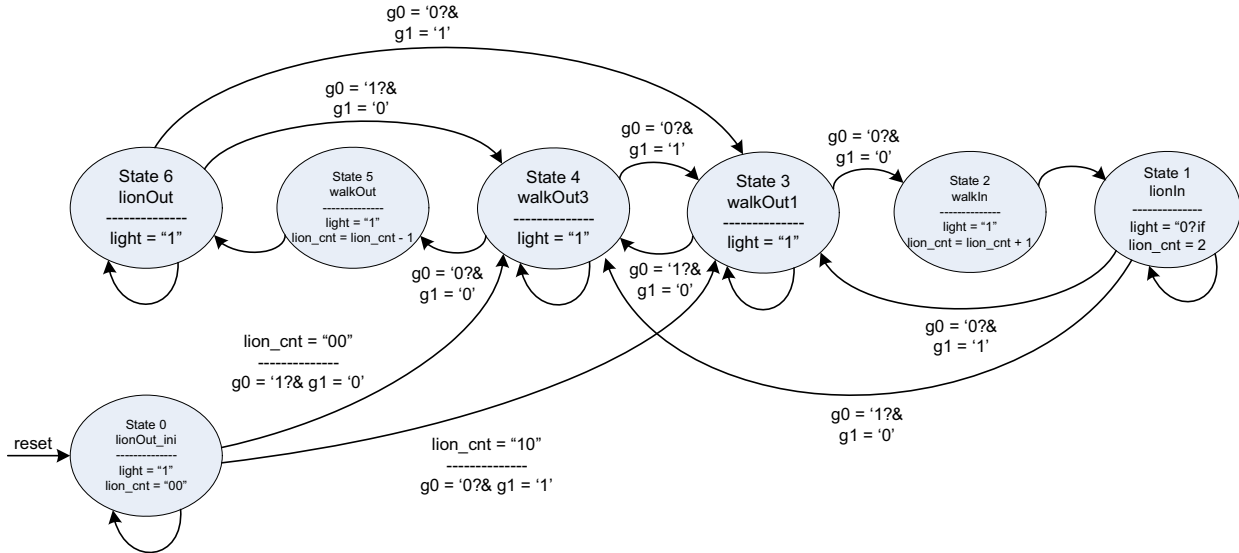 g0 = ‘0?&
g1 = ‘1’
g0 = ‘1?&
g1 = ‘0’
g0 = ‘0?&
g1 = ‘1’
g0 = ‘0?&
g1 = ‘0’
State 6
lionOut
--------------
light = “1”
State 5
walkOut
--------------
light = “1”
lion_cnt = lion_cnt - 1
State 4
walkOut3
--------------
light = “1”
State 3
walkOut1
--------------
light = “1”
State 2
walkIn
--------------
light = “1”
lion_cnt = lion_cnt + 1
State 1
lionIn
--------------
light = “0?if
lion_cnt = 2
g0 = ‘0?&
g1 = ‘0’
g0 = ‘1?&
g1 = ‘0’
g0 = ‘0?&
g1 = ‘1’
lion_cnt = “00”
--------------
g0 = ‘1?& g1 = ‘0’
g0 = ‘1?&
g1 = ‘0’
reset
State 0
lionOut_ini
--------------
light = “1”
lion_cnt = “00”
lion_cnt = “10”
--------------
g0 = ‘0?& g1 = ‘1’